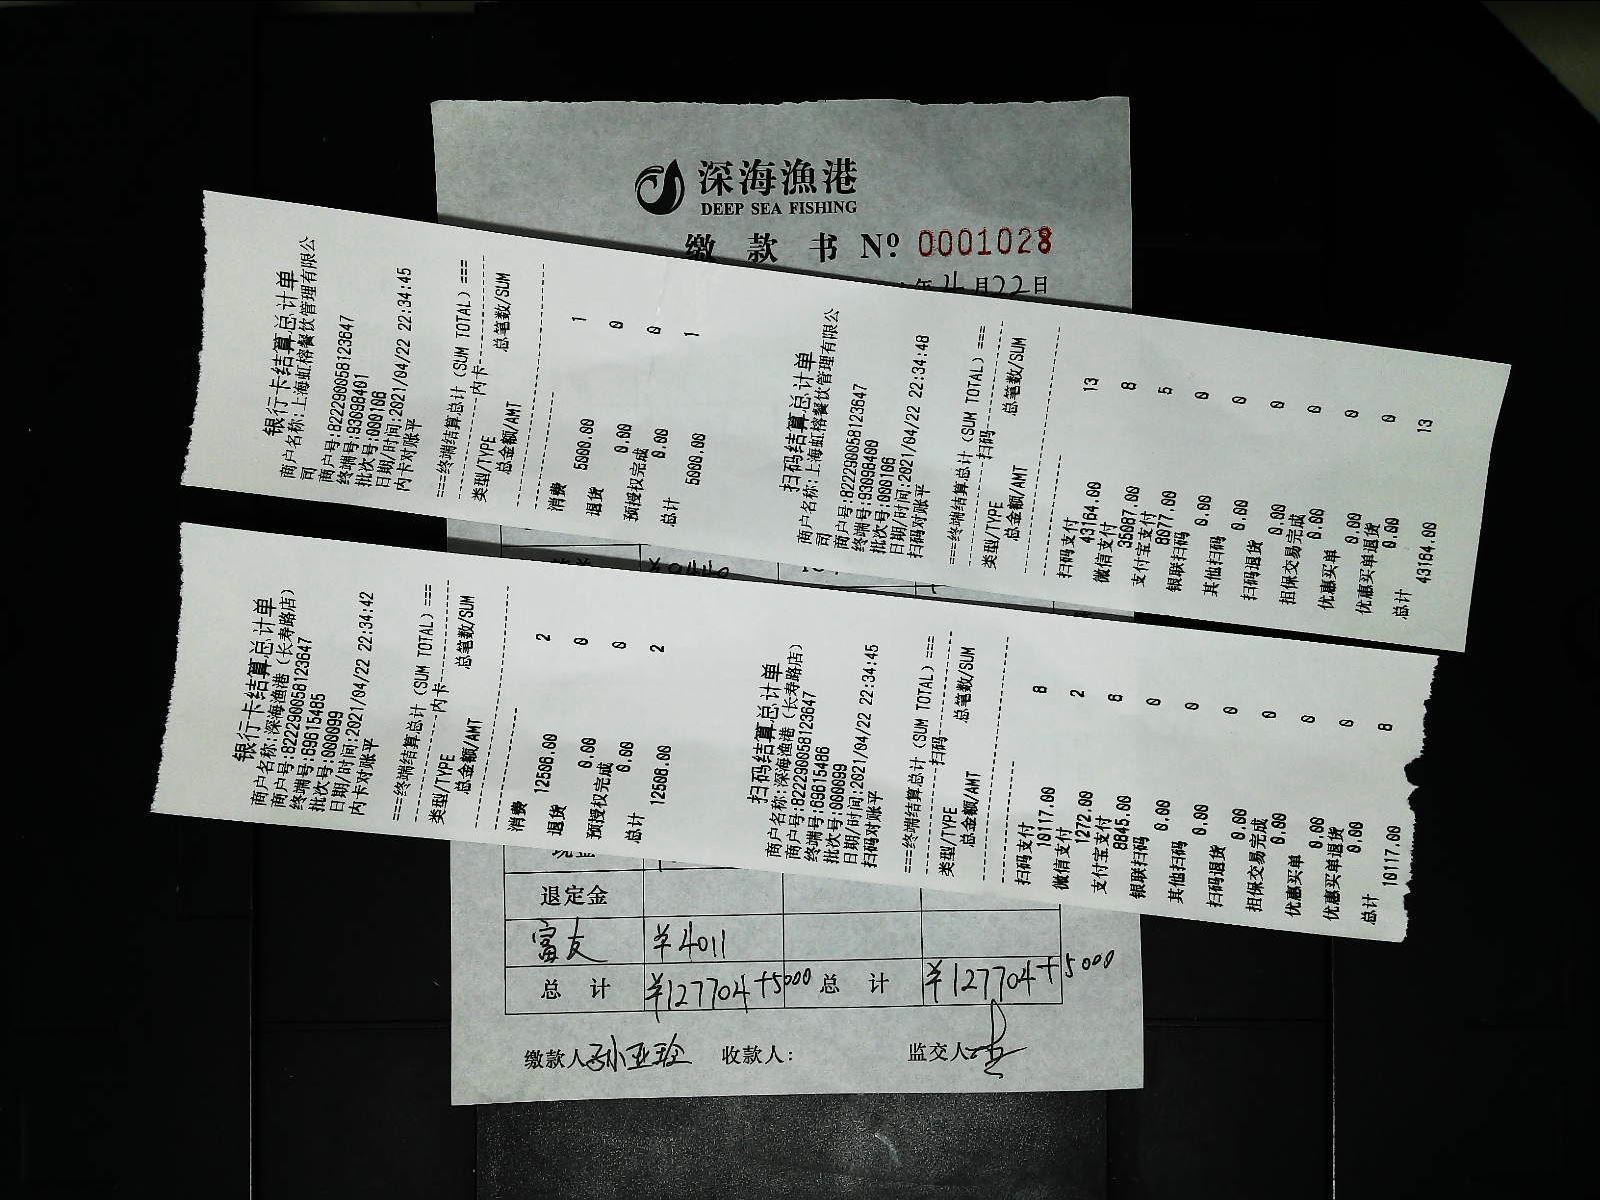 深海漁港
DEEP SEA FISHING
缴 款 书 Nº 0001028
年4月22日
银行卡结算总计单
商户名称:上海虹榕餐饮管理有限公
司
商户号:822290058123647
终端号:93098401
批次号:000106
日期/时间:2021/04/22 22:34:45
内卡对账平
===终端结算总计(SUM TOTAL)===
内卡
类型/TYPE 总笔数/SUM
总金额/AMT
消费 1
5000.00
退货 0
0.00
预授权完成 0
0.00
总计 1
5000.00
扫码结算总计单
商户名称:上海虹榕餐饮管理有限公
司
商户号:822290058123647
终端号:93098400
批次号:000106
日期/时间:2021/04/22 22:34:48
扫码对账平
===终端结算总计(SUM TOTAL)===
扫码
类型/TYPE 总笔数/SUM
总金额/AMT
扫码支付 13
43164.00
微信支付 8
35087.00
支付宝支付 5
8077.00
银联扫码 0
0.00
其他扫码 0
0.00
扫码退货 0
0.00
担保交易完成 0
0.00
优惠买单 0
0.00
优惠买单退货 0
0.00
总计 13
43164.00
银行卡结算总计单
商户名称:深海渔港(长寿路店)
商户号:822290058123647
终端号:69615485
批次号:000099
日期/时间:2021/04/22 22:34:42
内卡对账平
===终端结算总计(SUM TOTAL)===
内卡
类型/TYPE 总笔数/SUM
总金额/AMT
消费 2
12508.00
退货 0
0.00
预授权完成 0
0.00
总计 2
12508.00
扫码结算总计单
商户名称:深海渔港(长寿路店)
商户号:822290058123647
终端号:69615486
批次号:000099
日期/时间:2021/04/22 22:34:45
扫码对账平
===终端结算总计(SUM TOTAL)===
扫码
类型/TYPE 总笔数/SUM
总金额/AMT
扫码支付 8
10117.00
微信支付 2
1272.00
支付宝支付 6
8845.00
银联扫码 0
0.00
其他扫码 0
0.00
扫码退货 0
0.00
担保交易完成 0
0.00
优惠买单 0
0.00
优惠买单退货 0
0.00
总计 8
10117.00
现金
退定金
富友 ¥4011
总 计 ¥127704+5000 总 计 ¥127704+5000
缴款人 收款人: 监交人